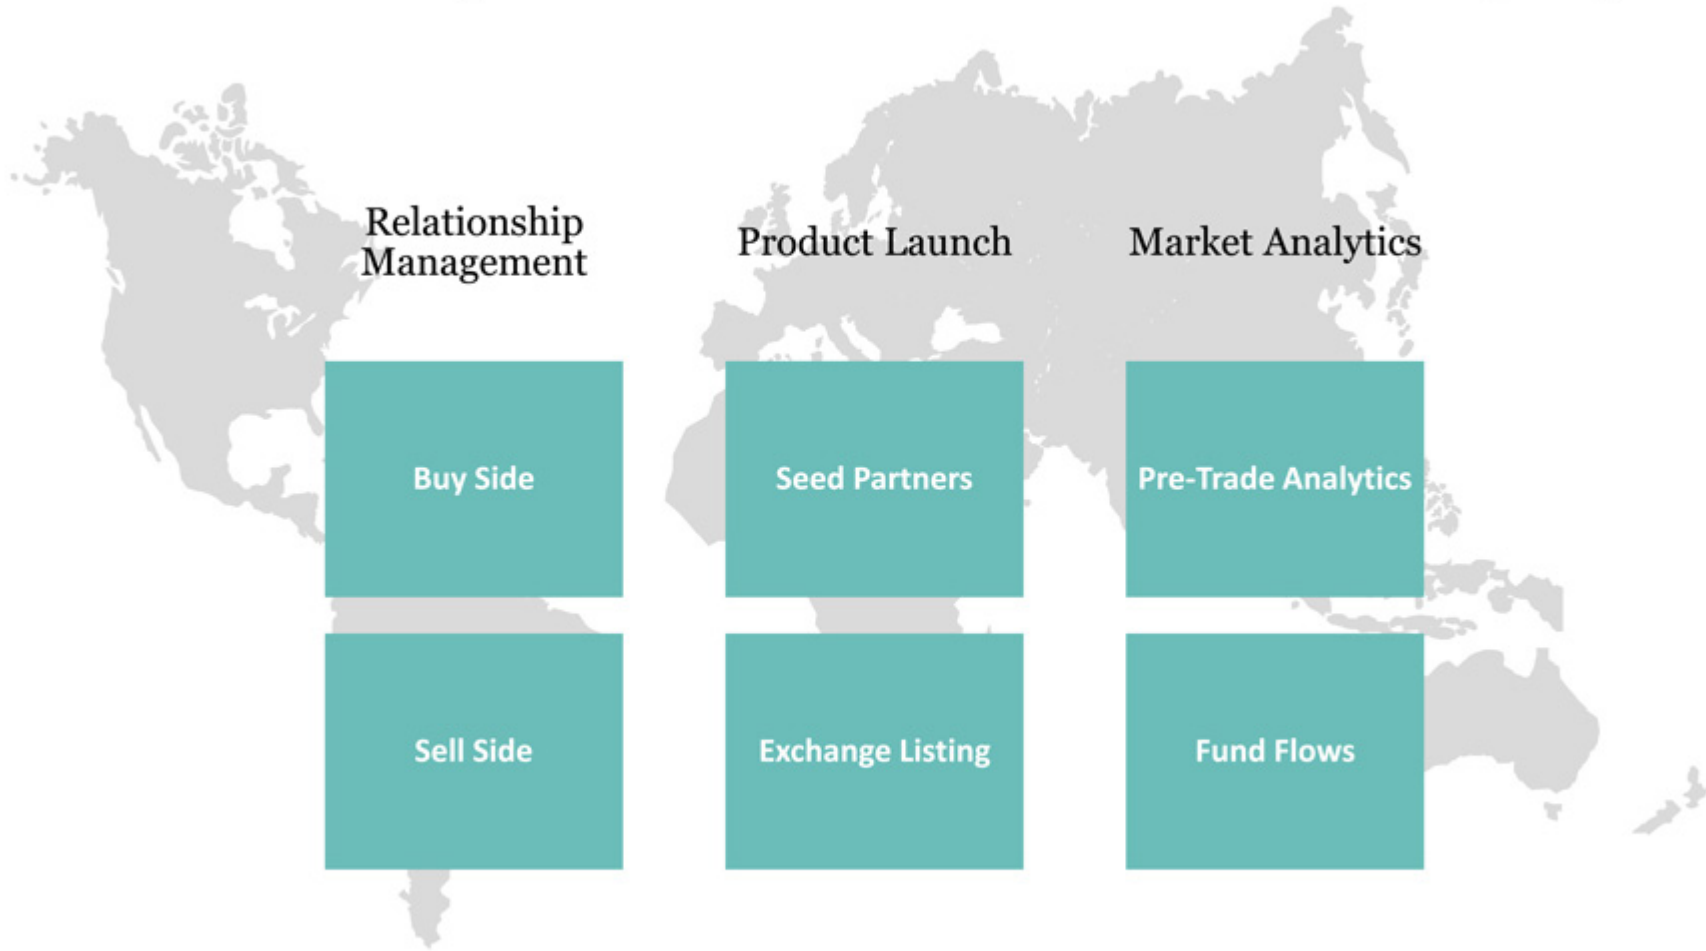 Relationship
Management
Product Launch
Market Analytics
Buy Side
Seed Partners
Pre-Trade Analytics
Sell Side
Exchange Listing
Fund Flows